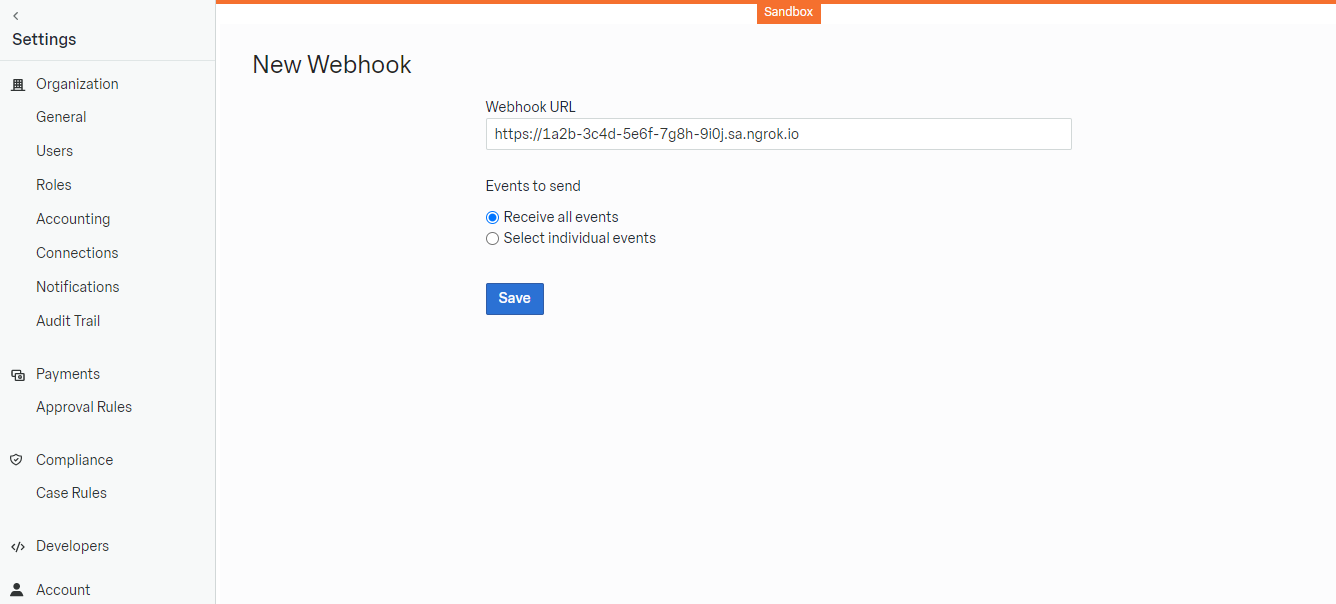 Sandbox
Settings
Organization
General
Users
Roles
Accounting
Connections
Notifications
Audit Trail
Payments
Approval Rules
Compliance
Case Rules
Developers
Account
New Webhook
Webhook URL
https://1a2b-3c4d-5e6f-7g8h-9i0j.sa.ngrok.io
Events to send
Receive all events
Select individual events
Save